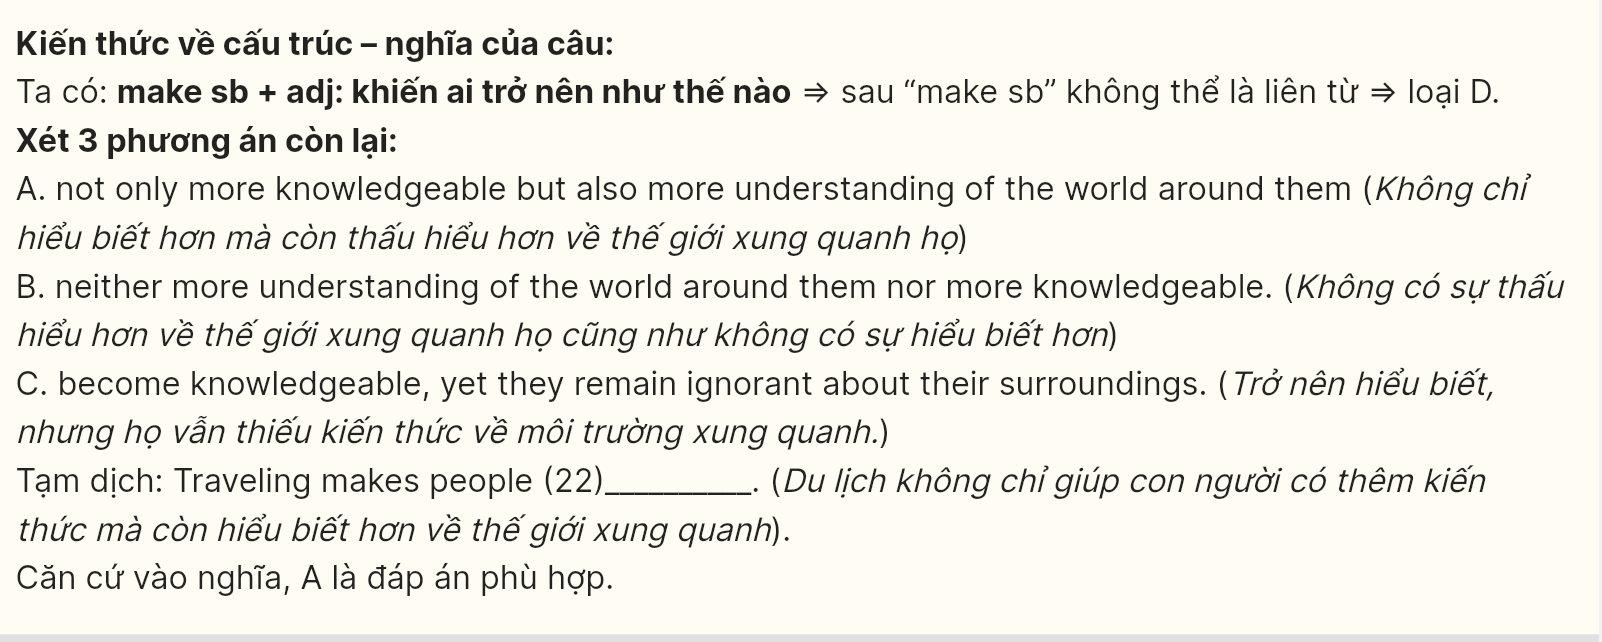 Kiến thức về cấu trúc – nghĩa của câu:
Ta có: make sb + adj: khiến ai trở nên như thế nào ⇒ sau “make sb” không thể là liên từ ⇒ loại D.
Xét 3 phương án còn lại:
A. not only more knowledgeable but also more understanding of the world around them (Không chỉ
hiểu biết hơn mà còn thấu hiểu hơn về thế giới xung quanh họ)
B. neither more understanding of the world around them nor more knowledgeable. (Không có sự thấu
hiểu hơn về thế giới xung quanh họ cũng như không có sự hiểu biết hơn)
C. become knowledgeable, yet they remain ignorant about their surroundings. (Trở nên hiểu biết,
nhưng họ vẫn thiếu kiến thức về môi trường xung quanh.)
Tạm dịch: Traveling makes people (22)_________. (Du lịch không chỉ giúp con người có thêm kiến
thức mà còn hiểu biết hơn về thế giới xung quanh).
Căn cứ vào nghĩa, A là đáp án phù hợp.